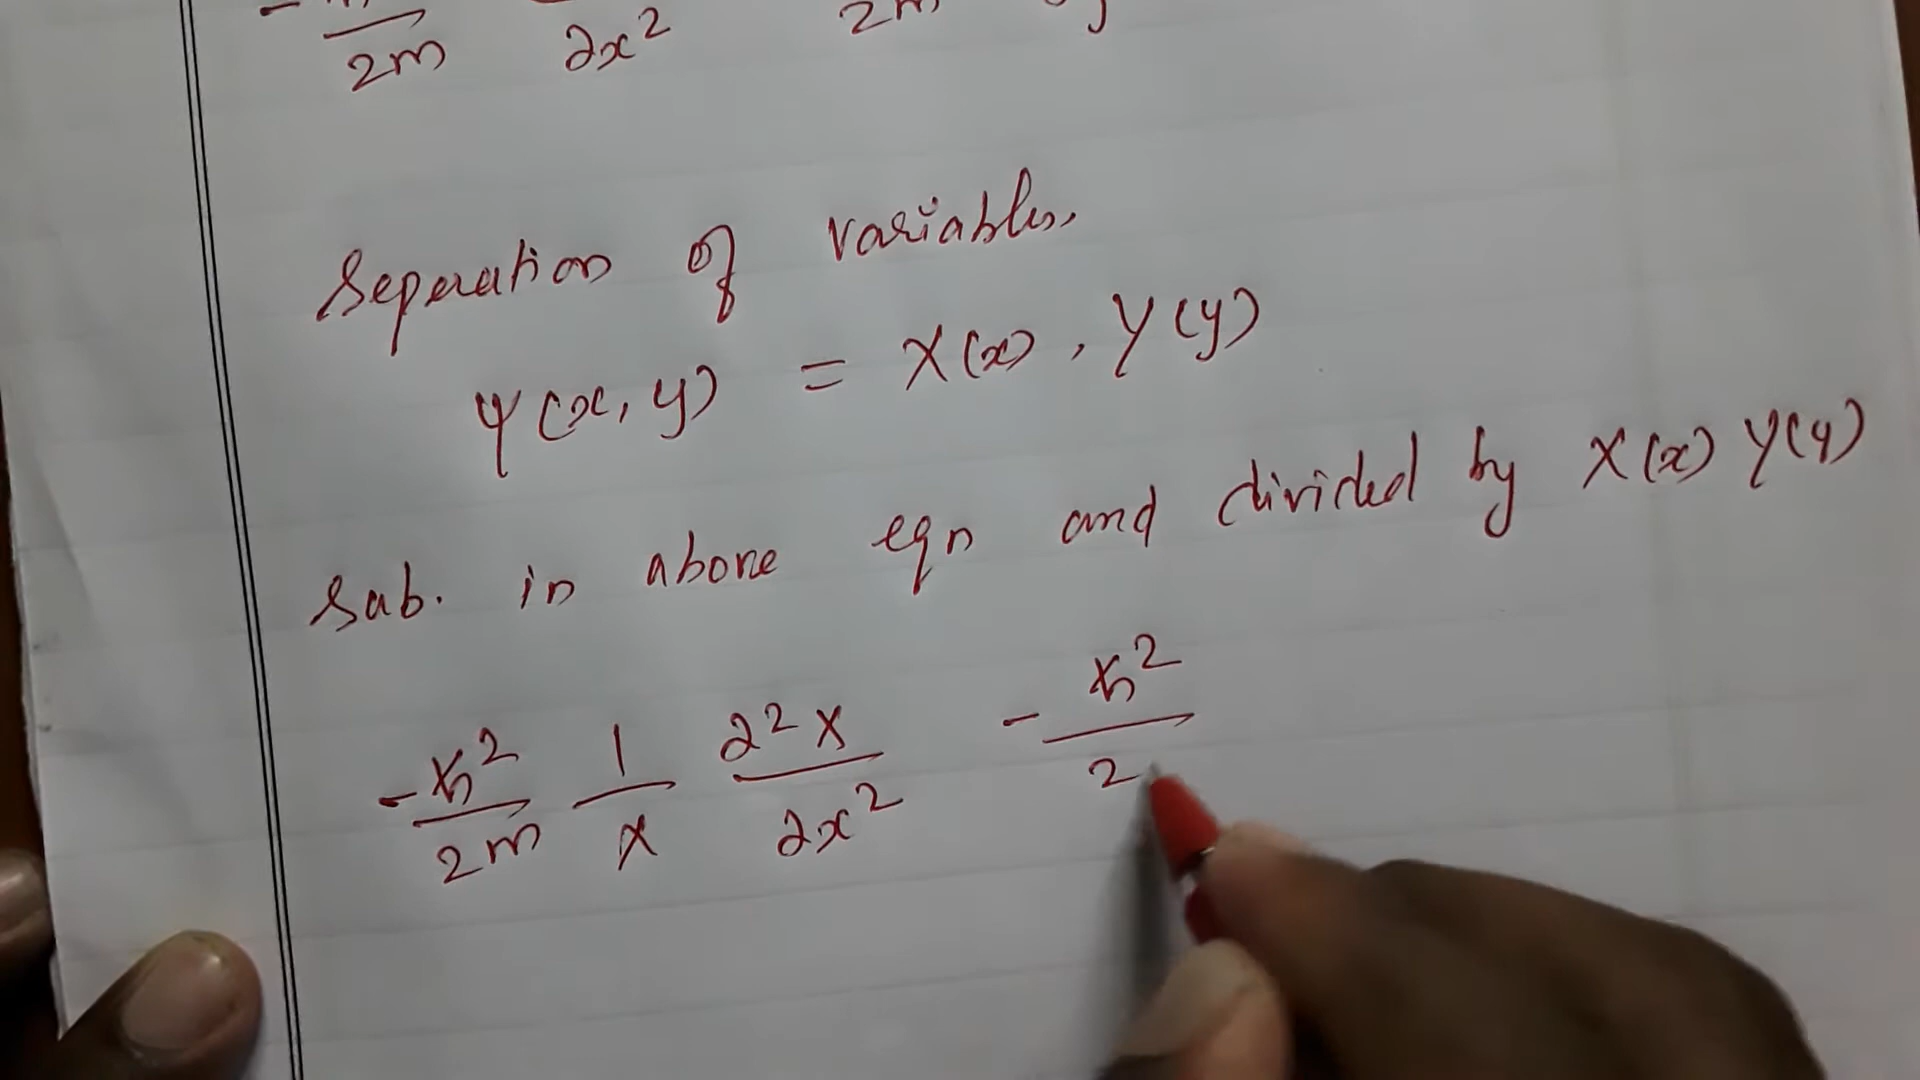 2m ∂x² 2m
Seperation of variables,
Ψ(x, y) = X(x) . Y(y)
Sub. in above eqn and divided by X(x) Y(y)
-ħ²/2m 1/X ∂²X/∂x² - ħ²/2